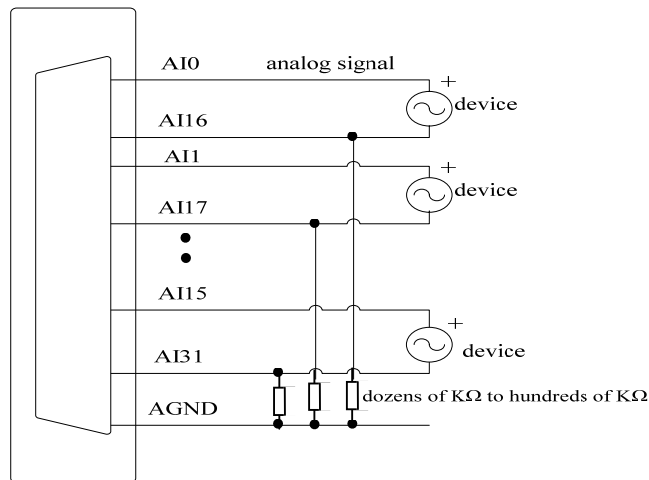 AI0 analog signal
device
AI16
AI1
device
AI17
AI15
AI31
device
dozens of KΩ to hundreds of KΩ
AGND